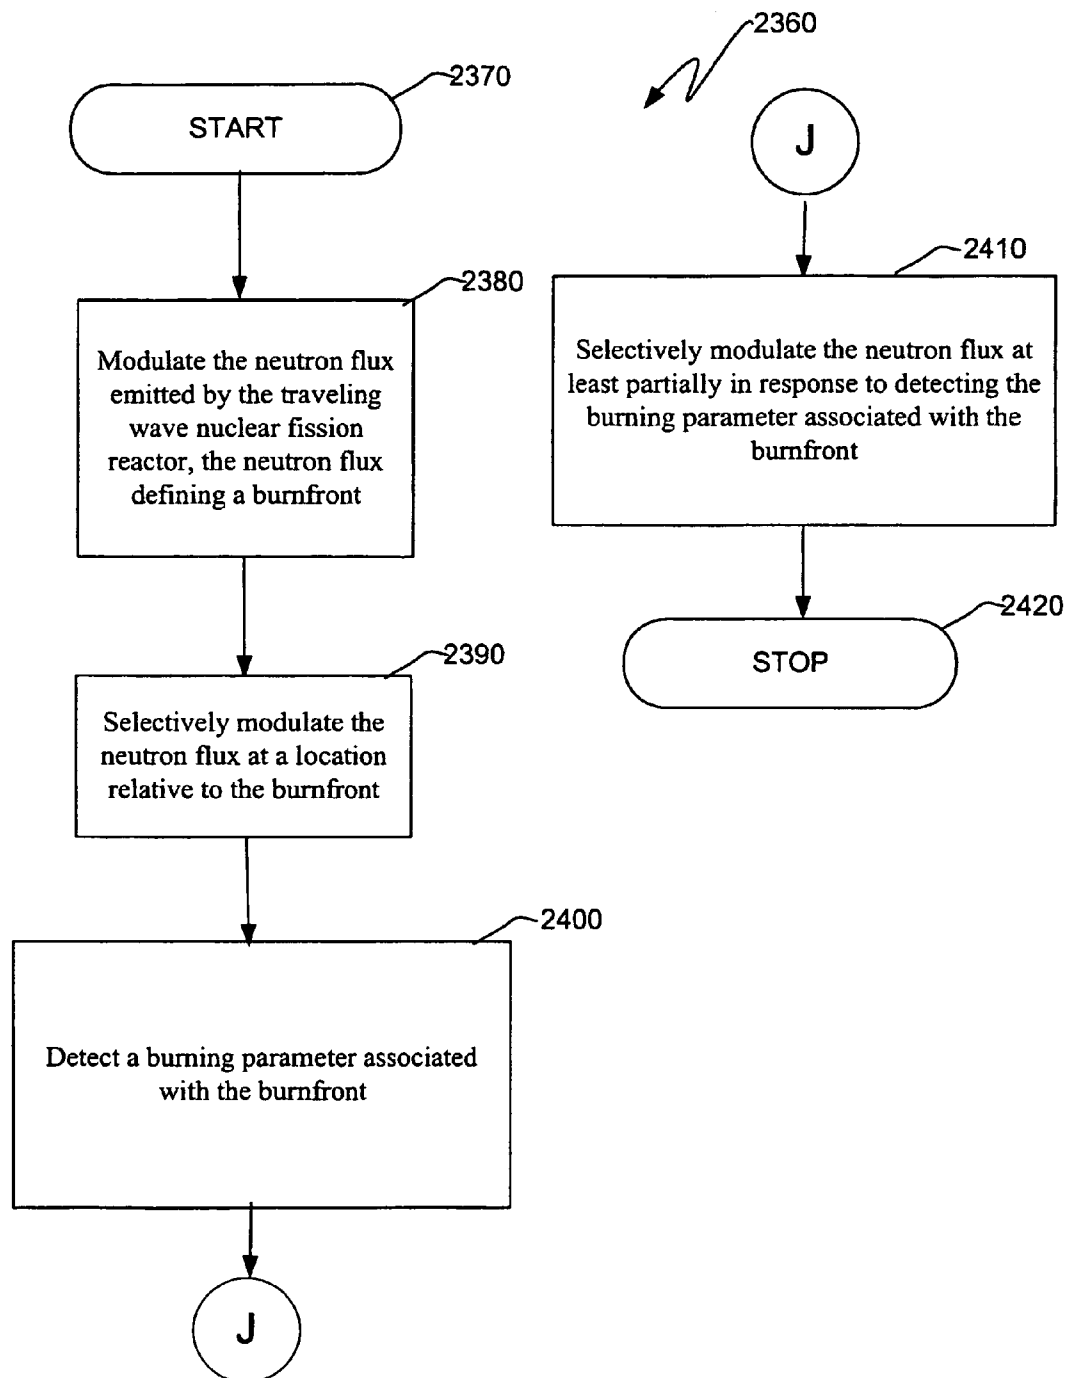 2370
START
2380
Modulate the neutron flux
emitted by the traveling
wave nuclear fission
reactor, the neutron flux
defining a burnfront
2390
Selectively modulate the
neutron flux at a location
relative to the burnfront
2400
Detect a burning parameter associated
with the burnfront
J
2360
J
2410
Selectively modulate the neutron flux at
least partially in response to detecting the
burning parameter associated with the
burnfront
2420
STOP